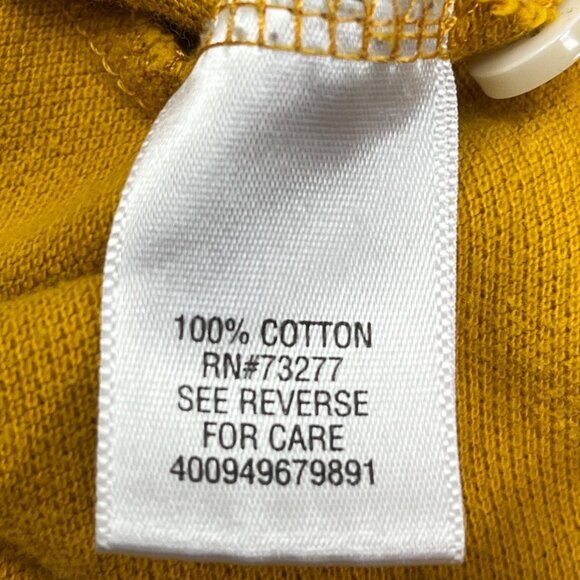 100% COTTON
RN#73277
SEE REVERSE
FOR CARE
400949679891